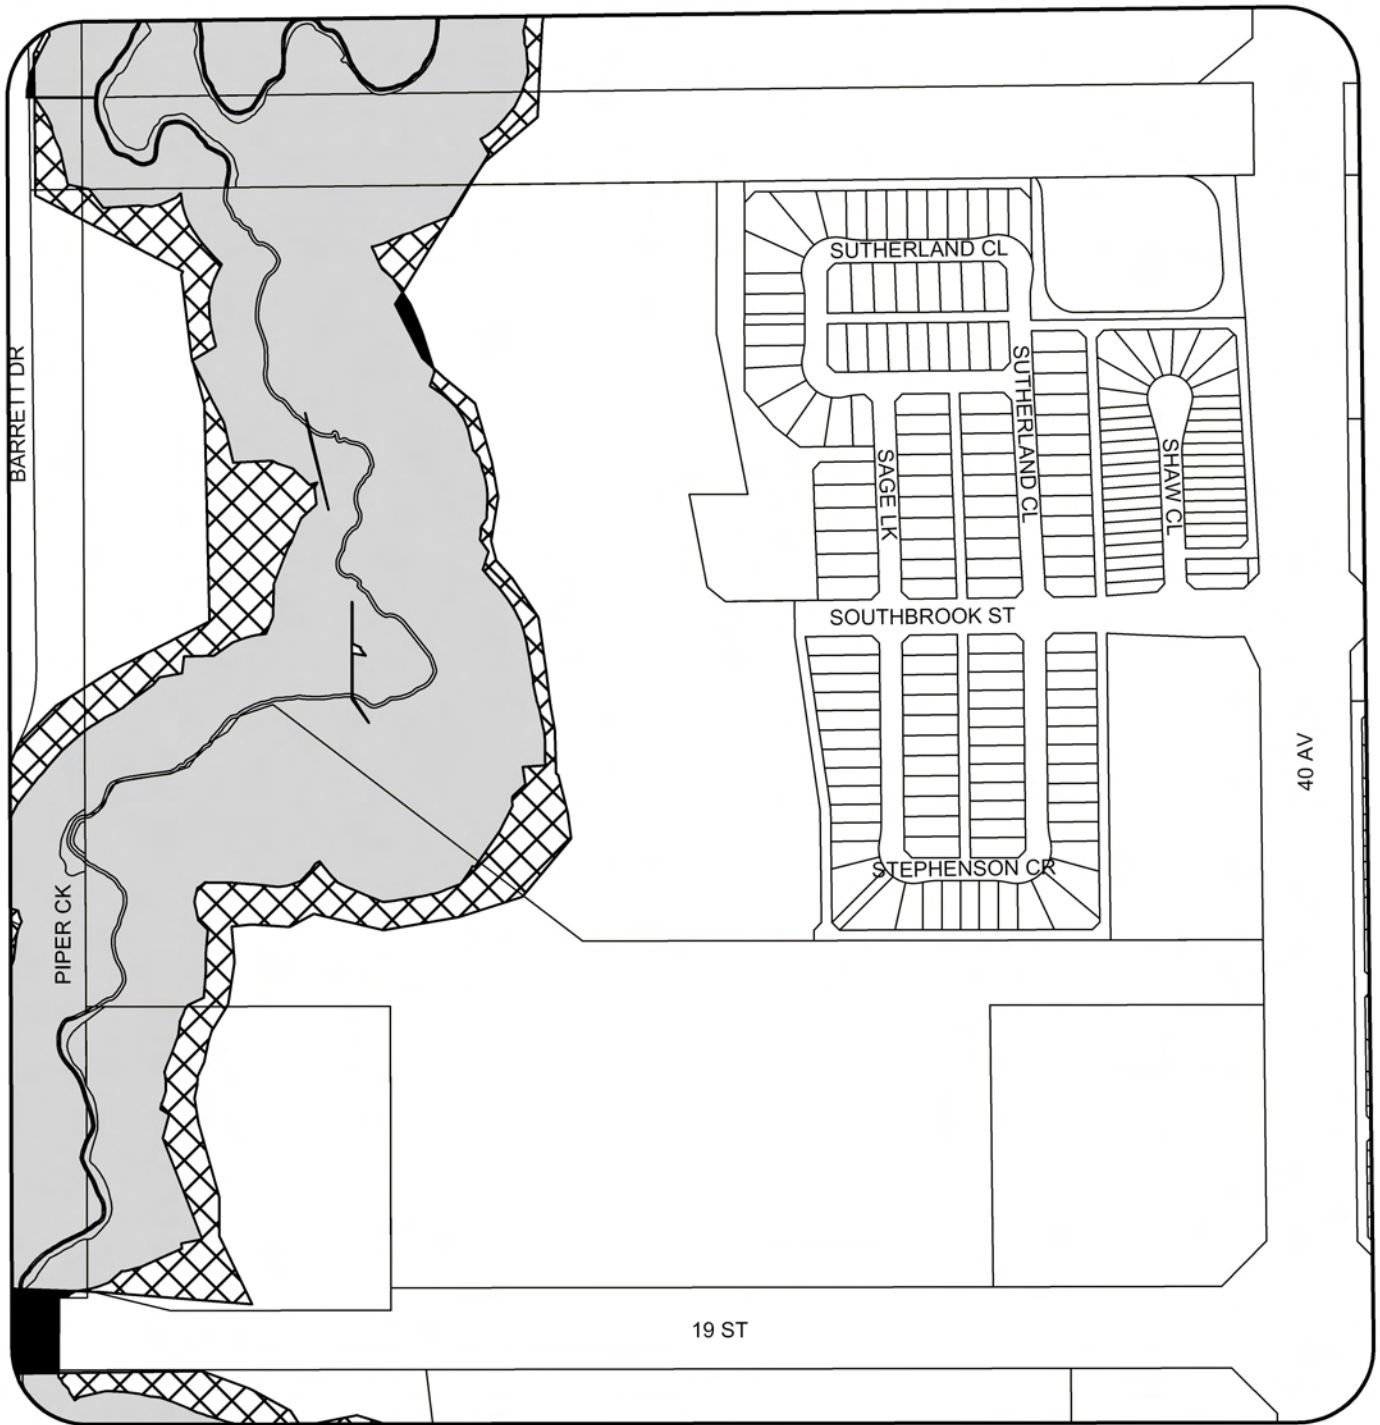 SUTHERLAND CL
BARRETT DR
SUTHERLAND CL
SAGE LK
SHAW CL
SOUTHBROOK ST
40 AV
STEPHENSON CR
PIPER CK
19 ST